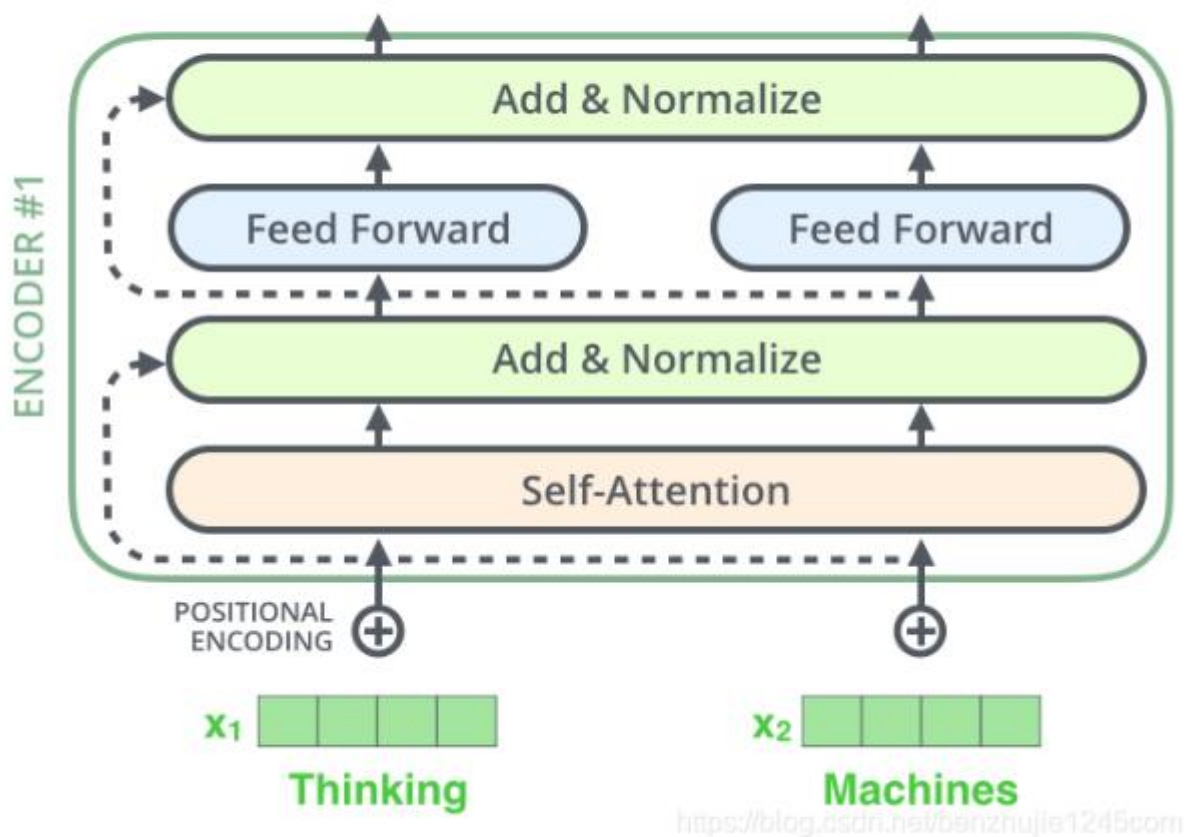 Add & Normalize
Feed Forward
Feed Forward
ENCODER #1
Add & Normalize
Self-Attention
POSITIONAL
ENCODING
x₁
x₂
Thinking
Machines
https://blog.csdn.net/benzhujie1245com